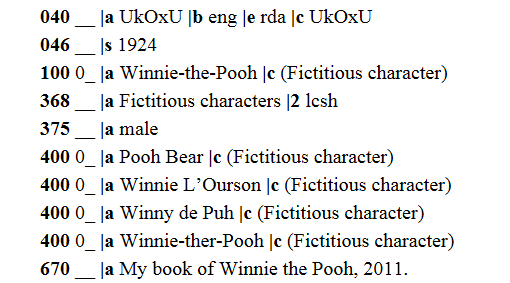 040 __ |a UkOxU |b eng |e rda |c UkOxU
046 __ |s 1924
100 0_ |a Winnie-the-Pooh |c (Fictitious character)
368 __ |a Fictitious characters |2 lcsh
375 __ |a male
400 0_ |a Pooh Bear |c (Fictitious character)
400 0_ |a Winnie L’Ourson |c (Fictitious character)
400 0_ |a Winny de Puh |c (Fictitious character)
400 0_ |a Winnie-ther-Pooh |c (Fictitious character)
670 __ |a My book of Winnie the Pooh, 2011.